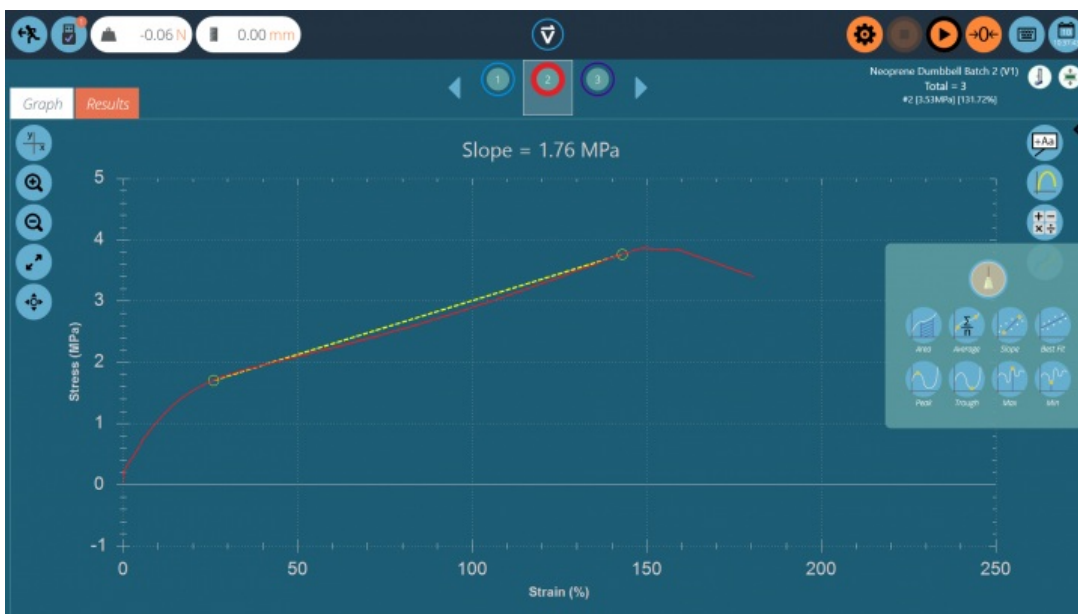 -0.06 N
0.00 mm
1
2
3
Neoprene Dumbbell Batch 2 (V1)
Total = 3
#2 [3.53MPa] [131.72%]
Graph
Results
Slope = 1.76 MPa
+Aa
Area
Average
Slope
Best Fit
Peak
Trough
Max
Min
5
4
3
2
1
0
-1
Stress (MPa)
0
50
100
150
200
250
Strain (%)